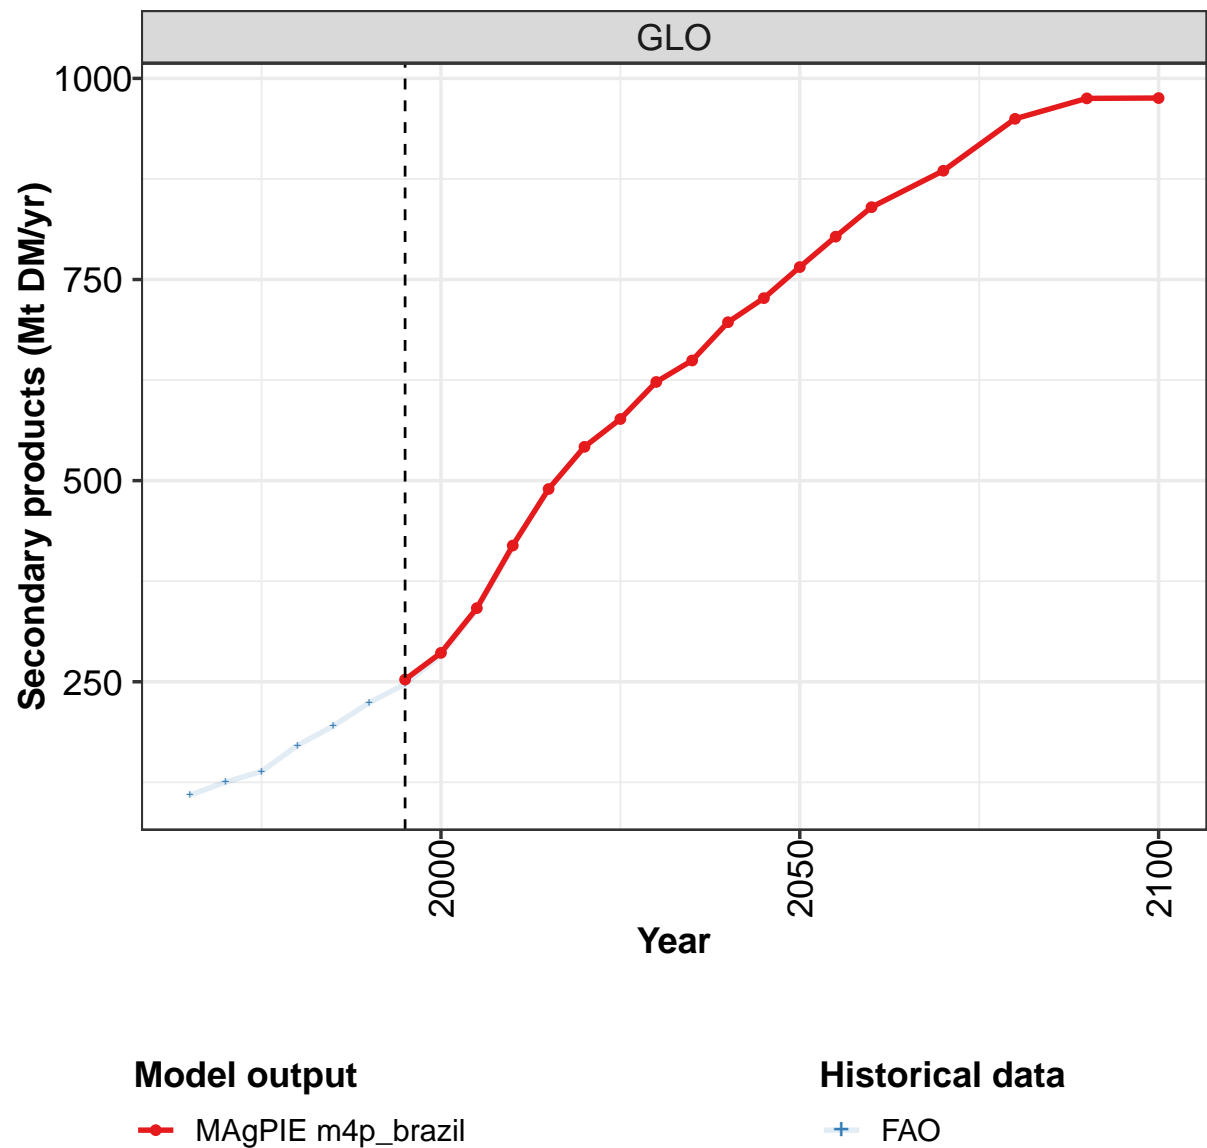 GLO
Secondary products (Mt DM/yr)
1000
750
500
250
2000
2050
2100
Year
Model output
MAgPIE m4p_brazil
Historical data
FAO